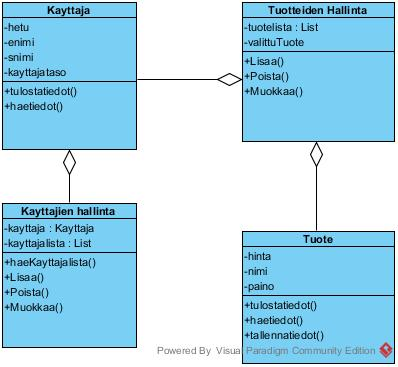 Kayttaja
-hetu
-enimi
-snimi
-kayttajataso
+tulostatiedot()
+haetiedot()
Tuotteiden Hallinta
-tuotelista : List
-valittuTuote
+Lisaa()
+Poista()
+Muokkaa()
Kayttajien hallinta
-kayttaja : Kayttaja
-kayttajalista : List
+haeKayttajalista()
+Lisaa()
+Poista()
+Muokkaa()
Tuote
-hinta
-nimi
-paino
+tulostatiedot()
+haetiedot()
+tallennatiedot()
Powered By Visual Paradigm Community Edition